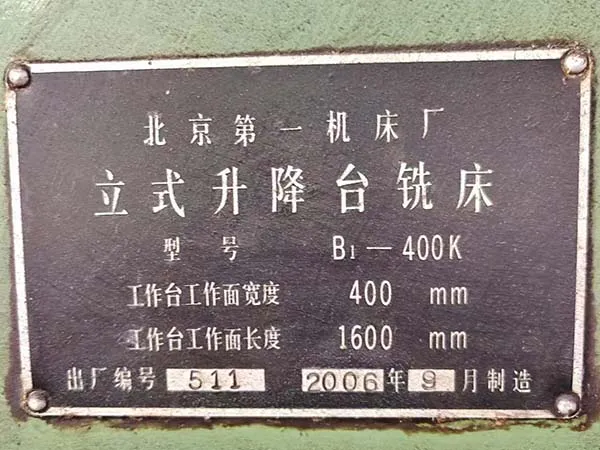 北京第一机床厂
立式升降台铣床
型号 B1—400K
工作台工作面宽度 400 mm
工作台工作面长度 1600 mm
出厂编号 511 2006年9月制造